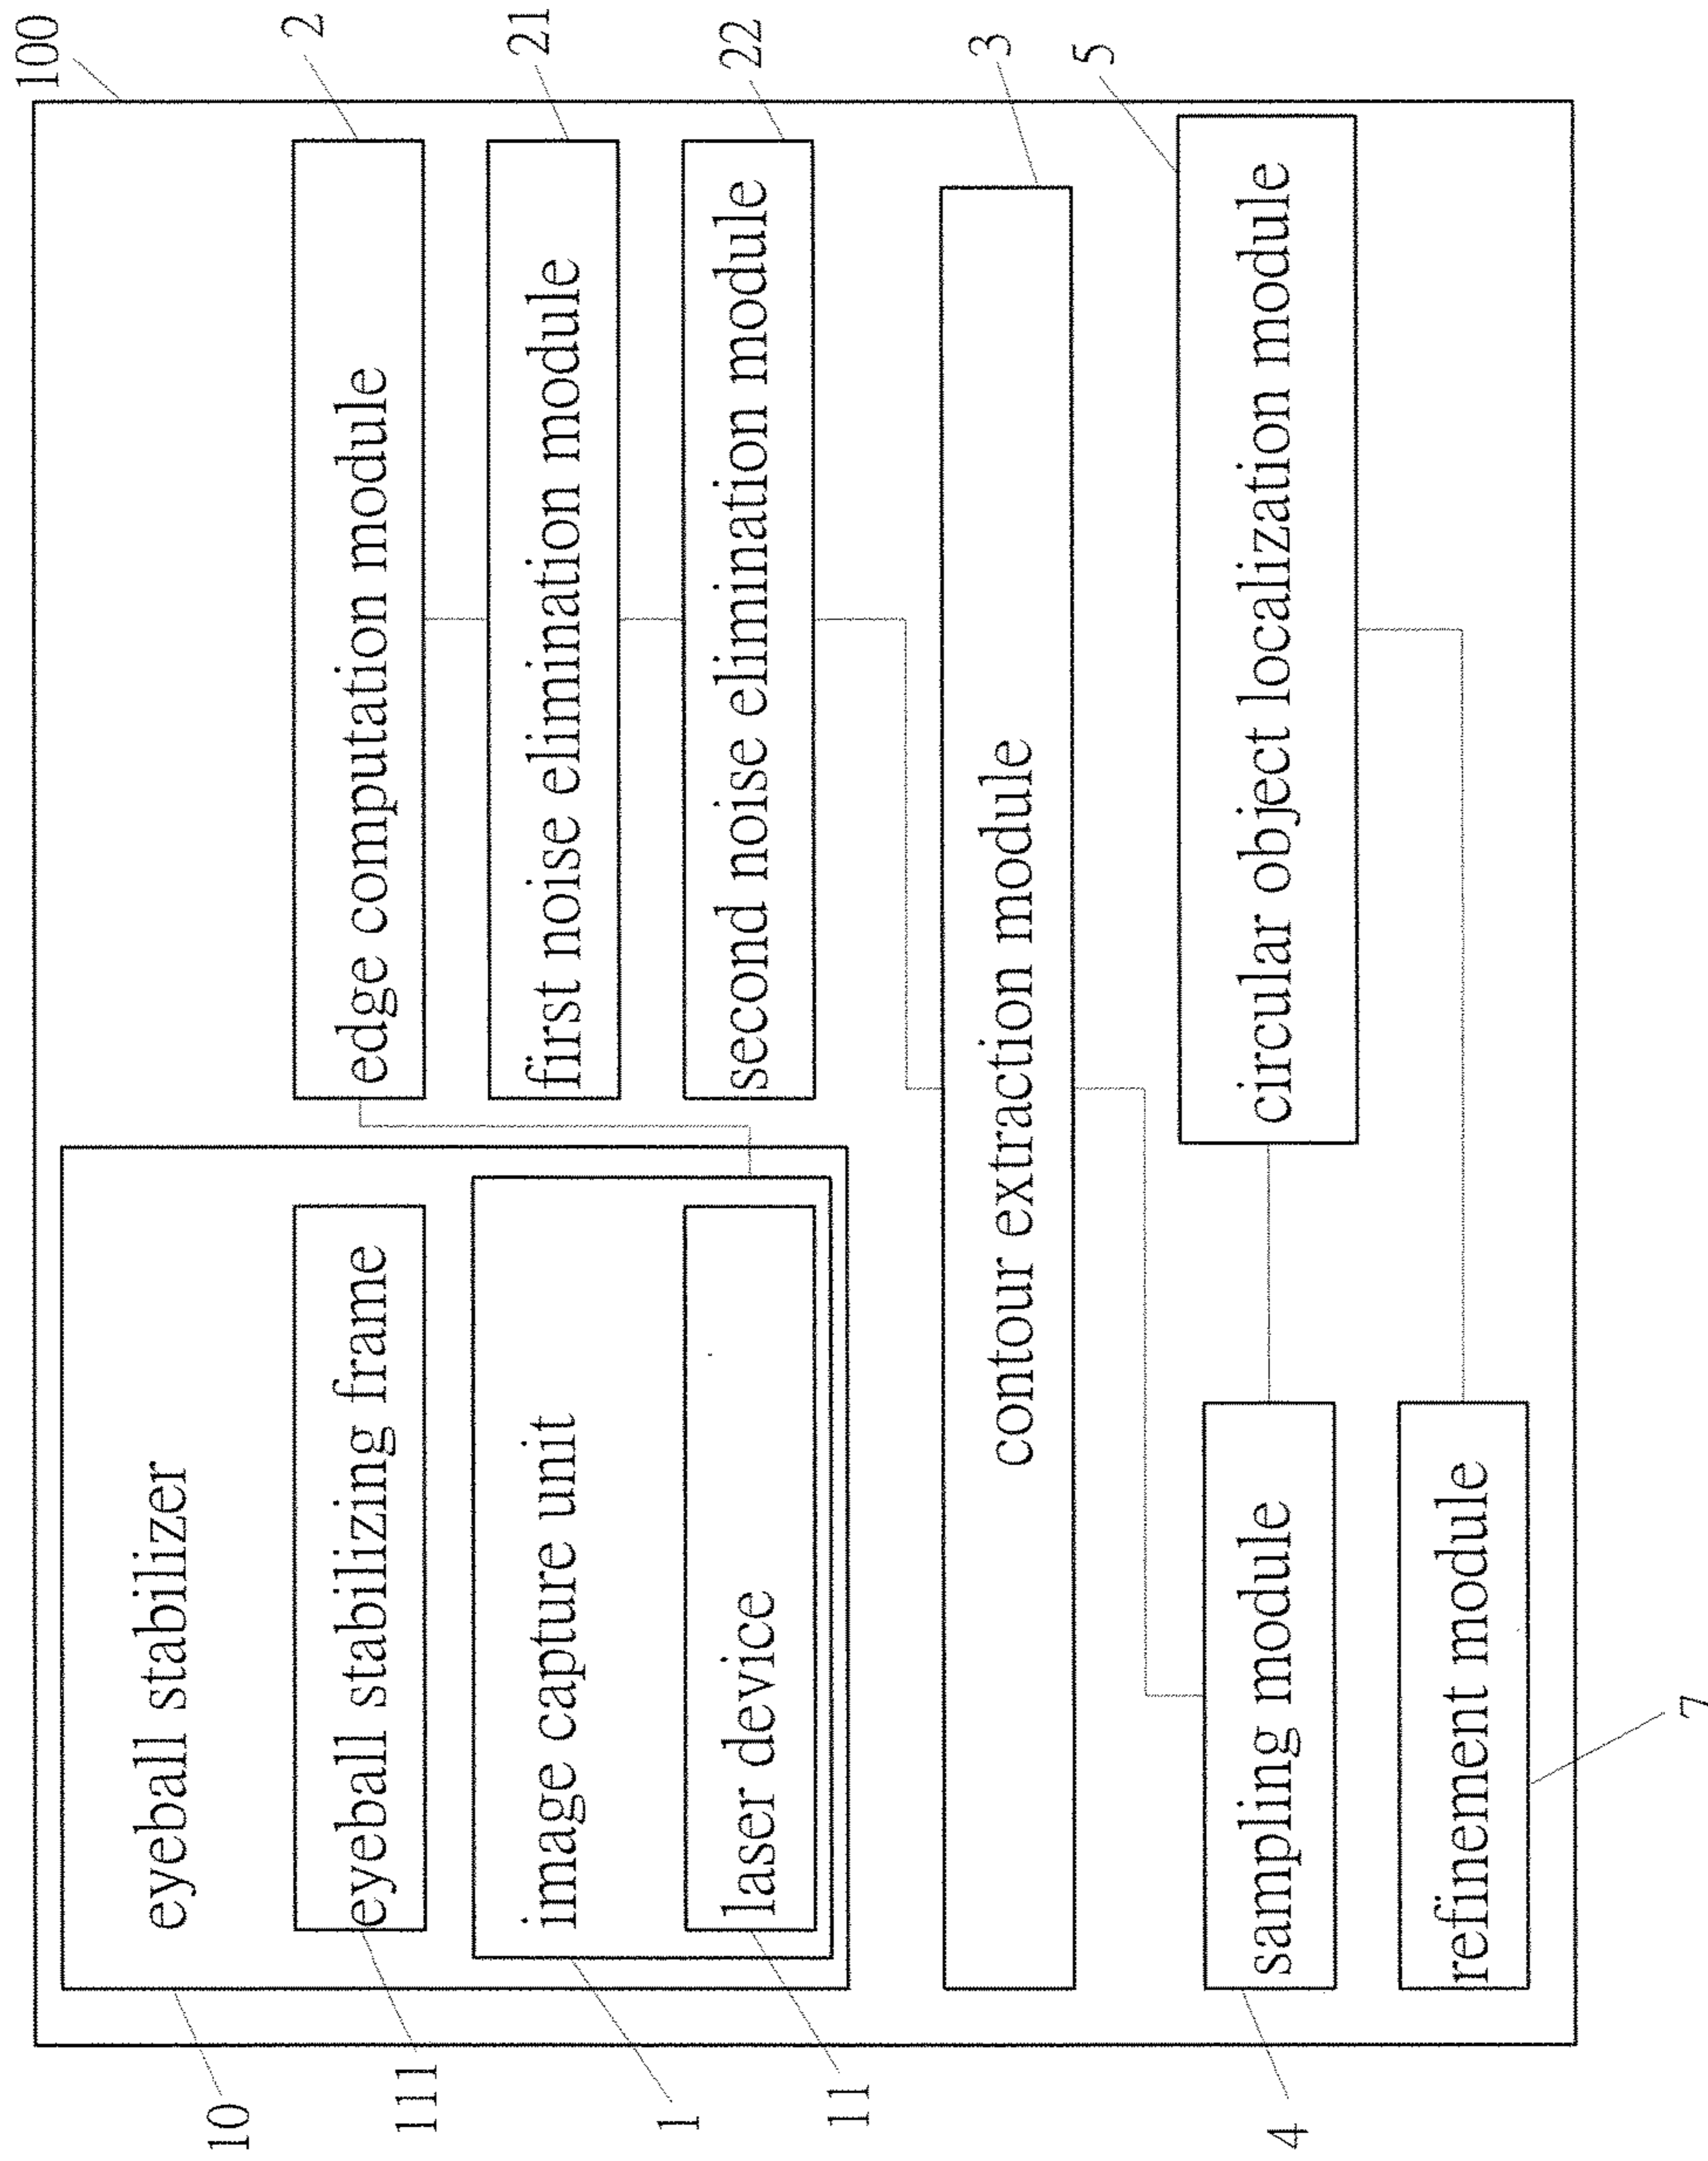 100
eyeball stabilizer
10
eyeball stabilizing frame
111
image capture unit
1
laser device
11
edge computation module
2
first noise elimination module
21
second noise elimination module
22
contour extraction module
3
sampling module
4
circular object localization module
5
refinement module
7